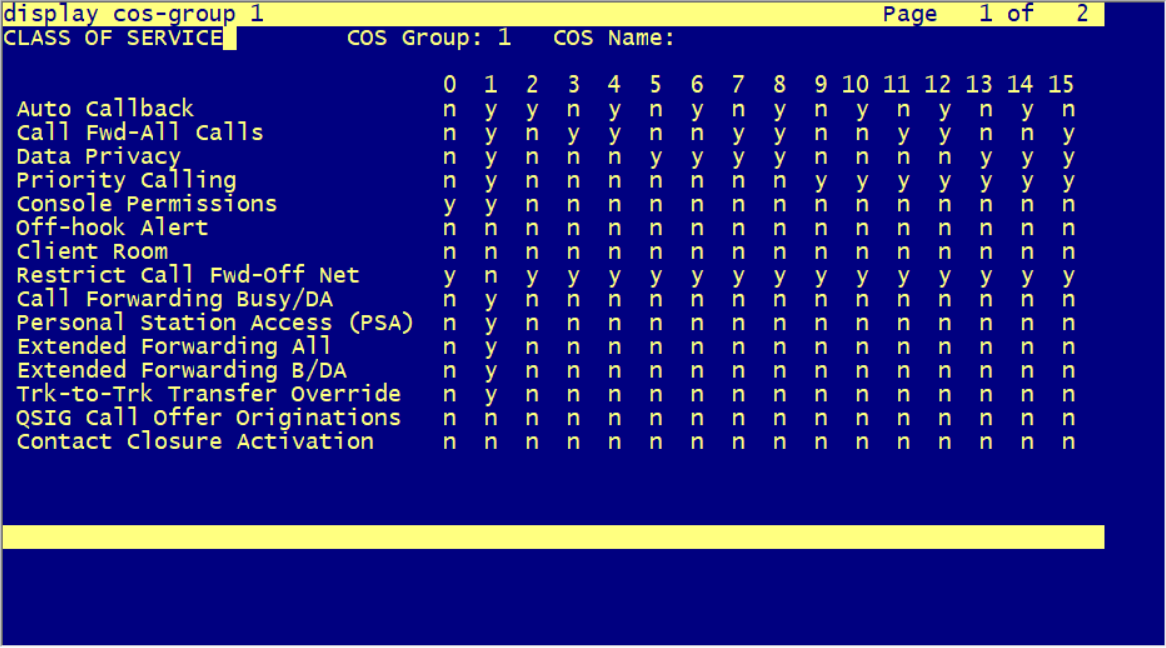 display cos-group 1 Page 1 of 2
CLASS OF SERVICE COS Group: 1 COS Name:
0 1 2 3 4 5 6 7 8 9 10 11 12 13 14 15
Auto Callback n y y n y n y n y n y n y n y n
Call Fwd-All Calls n y n y y n n y y n n y y n n y
Data Privacy n y n n n y y y y n n n n y y y
Priority Calling n y n n n n n n n y y y y y y y
Console Permissions y y n n n n n n n n n n n n n n
Off-hook Alert n n n n n n n n n n n n n n n n
Client Room n n n n n n n n n n n n n n n n
Restrict Call Fwd-Off Net y n y y y y y y y y y y y y y y
Call Forwarding Busy/DA n y n n n n n n n n n n n n n n
Personal Station Access (PSA) n y n n n n n n n n n n n n n n
Extended Forwarding All n y n n n n n n n n n n n n n n
Extended Forwarding B/DA n y n n n n n n n n n n n n n n
Trk-to-Trk Transfer Override n y n n n n n n n n n n n n n n
QSIG Call Offer Originations n n n n n n n n n n n n n n n n
Contact Closure Activation n n n n n n n n n n n n n n n n